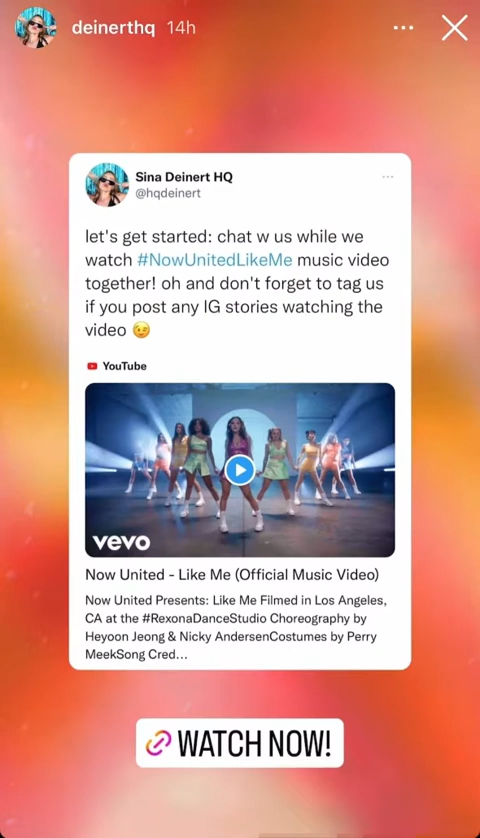 deinerthq 14h
Sina Deinert HQ
@hqdeinert
let's get started: chat w us while we
watch #NowUnitedLikeMe music video
together! oh and don't forget to tag us
if you post any IG stories watching the
video 😉
YouTube
vevo
Now United - Like Me (Official Music Video)
Now United Presents: Like Me Filmed in Los Angeles,
CA at the #RexonaDanceStudio Choreography by
Heyoon Jeong & Nicky AndersenCostumes by Perry
MeekSong Cred...
WATCH NOW!